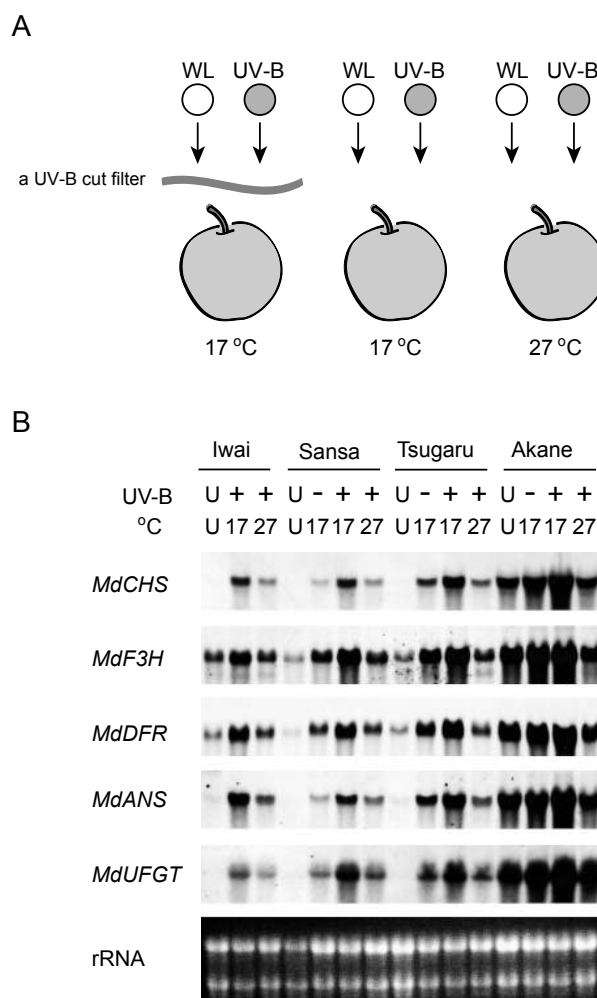 A
WL UV-B WL UV-B WL UV-B
a UV-B cut filter
17 °C 17 °C 27 °C
B
Iwai Sansa Tsugaru Akane
UV-B U + + U - + + U - + + U - + +
°C U 17 27 U 17 17 27 U 17 17 27 U 17 17 27
MdCHS
MdF3H
MdDFR
MdANS
MdUFGT
rRNA